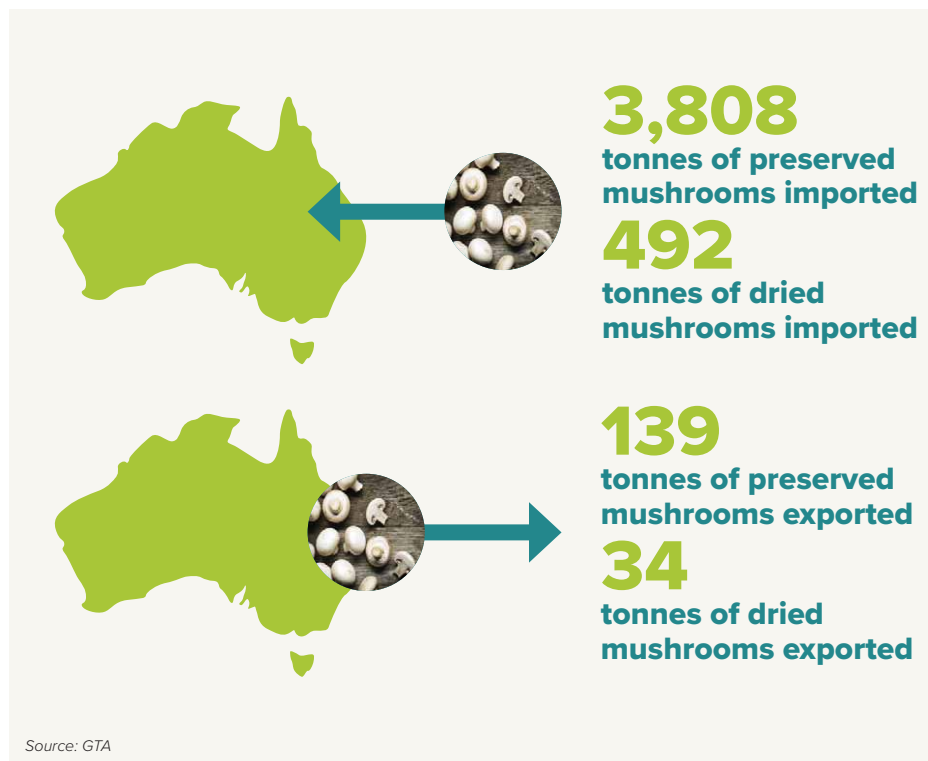 3,808
tonnes of preserved
mushrooms imported
492
tonnes of dried
mushrooms imported
139
tonnes of preserved
mushrooms exported
34
tonnes of dried
mushrooms exported
Source: GTA